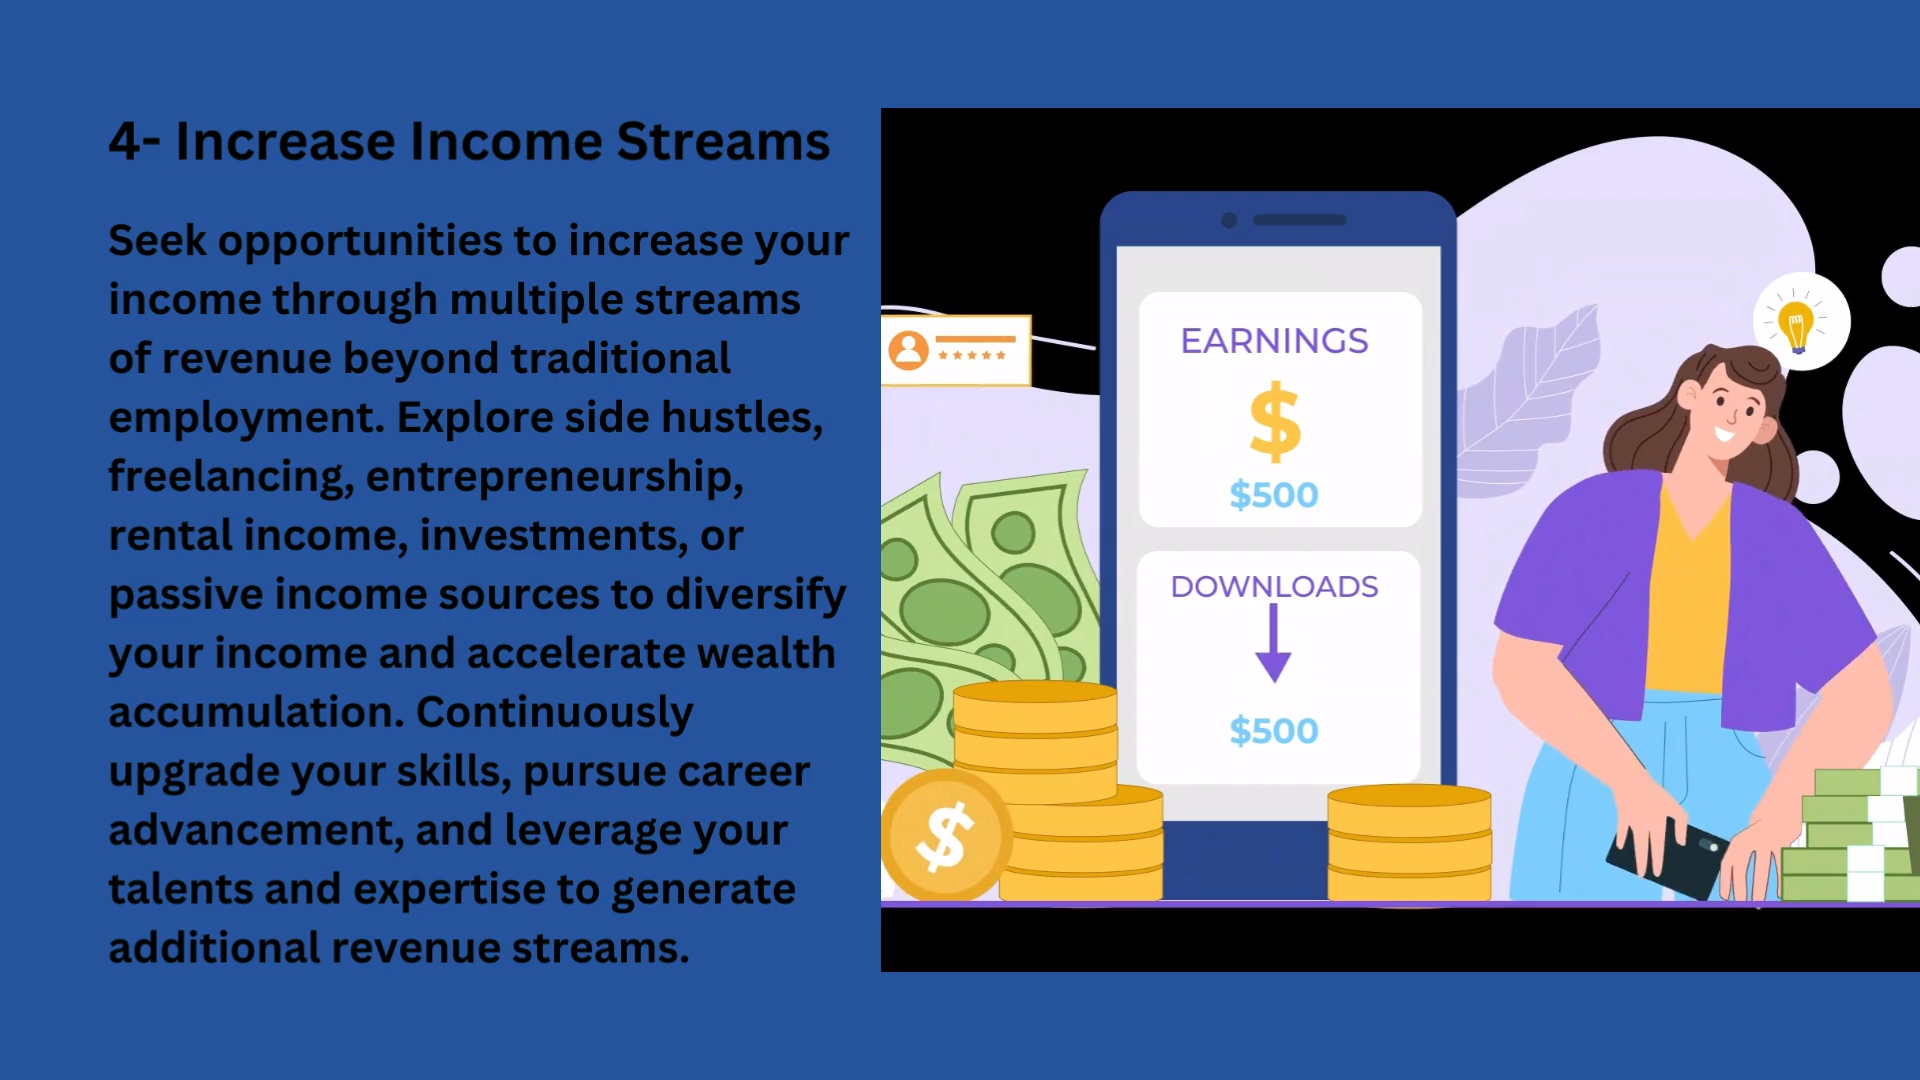 4- Increase Income Streams
Seek opportunities to increase your
income through multiple streams
of revenue beyond traditional
employment. Explore side hustles,
freelancing, entrepreneurship,
rental income, investments, or
passive income sources to diversify
your income and accelerate wealth
accumulation. Continuously
upgrade your skills, pursue career
advancement, and leverage your
talents and expertise to generate
additional revenue streams.
EARNINGS
$
$500
DOWNLOADS
$500
$